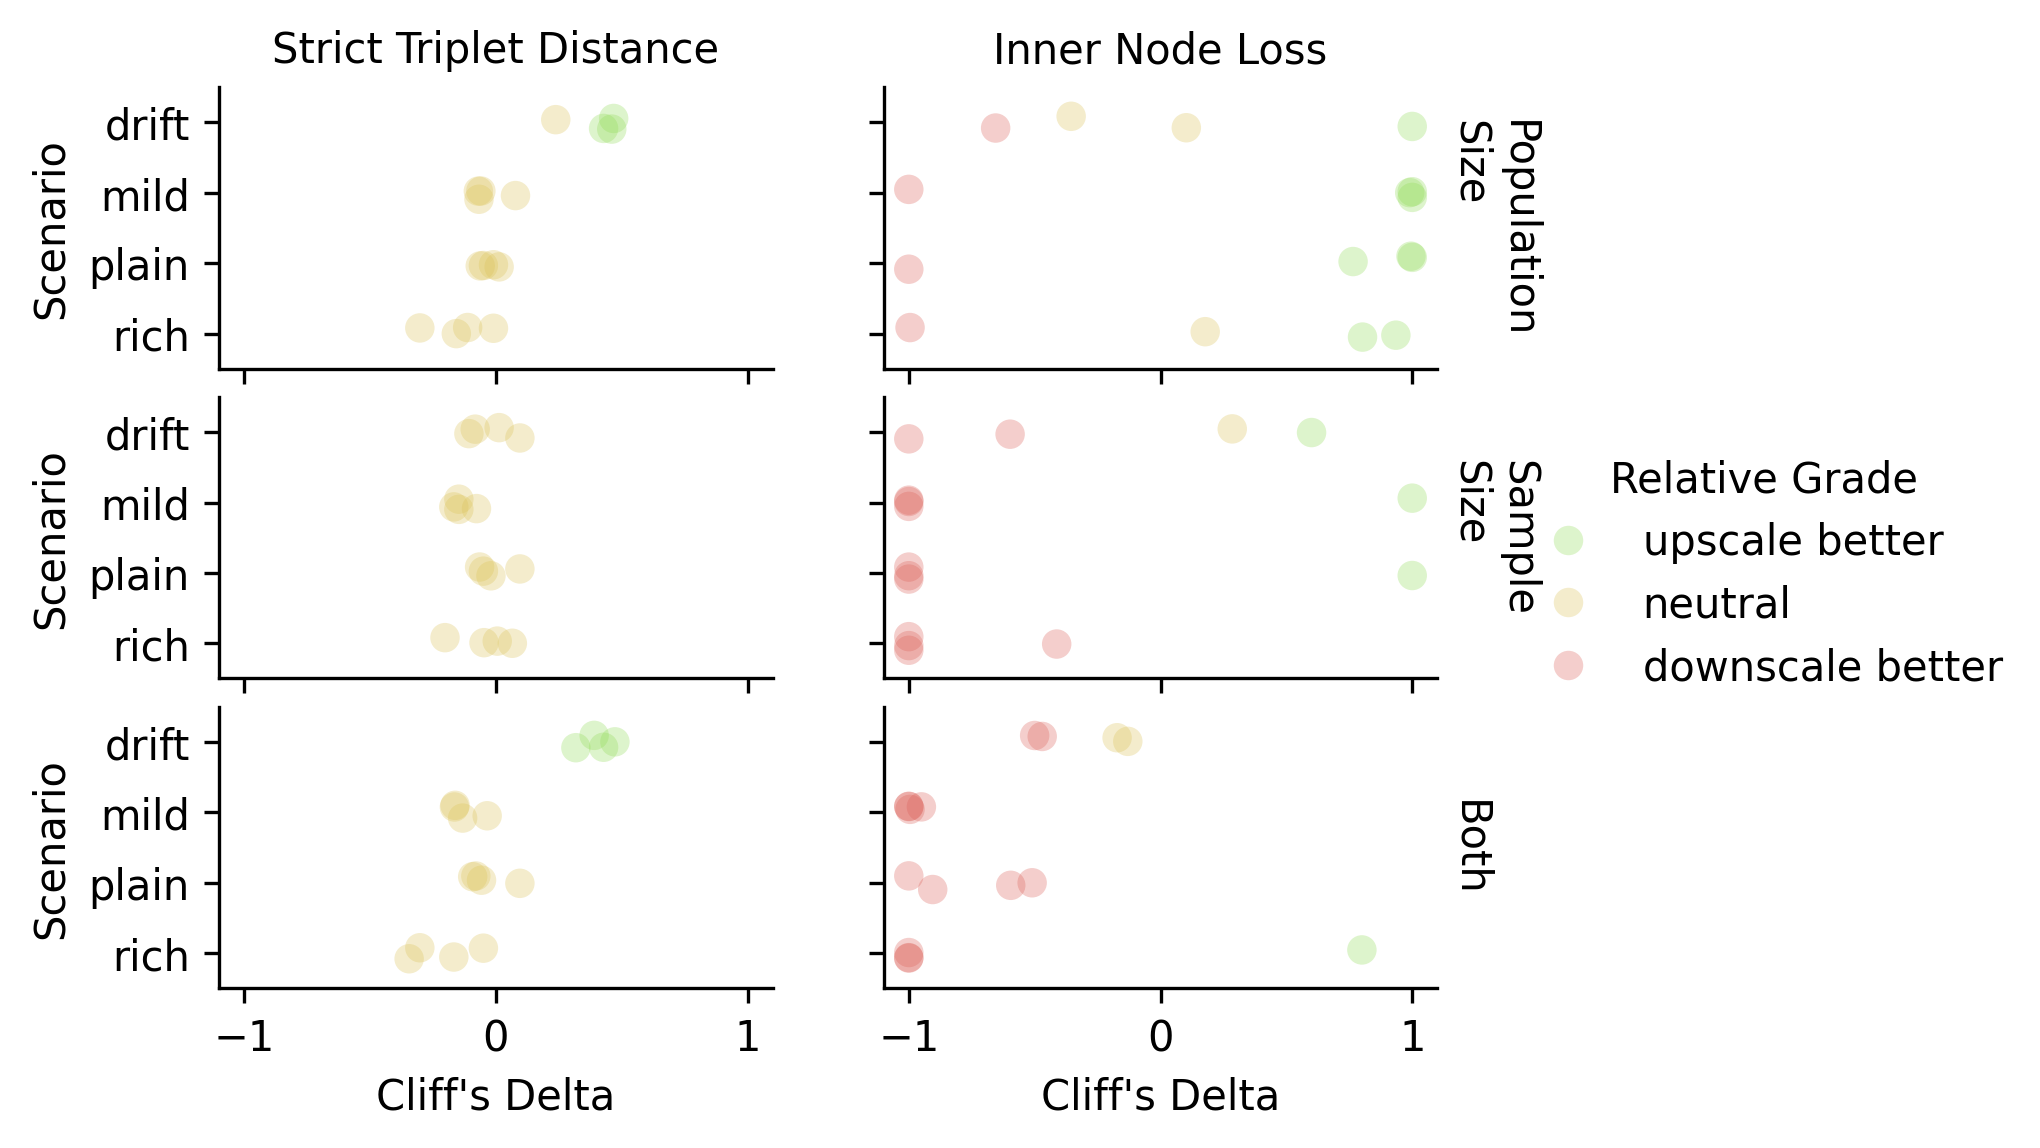 Strict Triplet Distance
Inner Node Loss
Scenario
drift
mild
plain
rich
Population
Size
Scenario
drift
mild
plain
rich
Sample
Size
Scenario
drift
mild
plain
rich
Both
−1
0
1
−1
0
1
Cliff's Delta
Cliff's Delta
Relative Grade
upscale better
neutral
downscale better